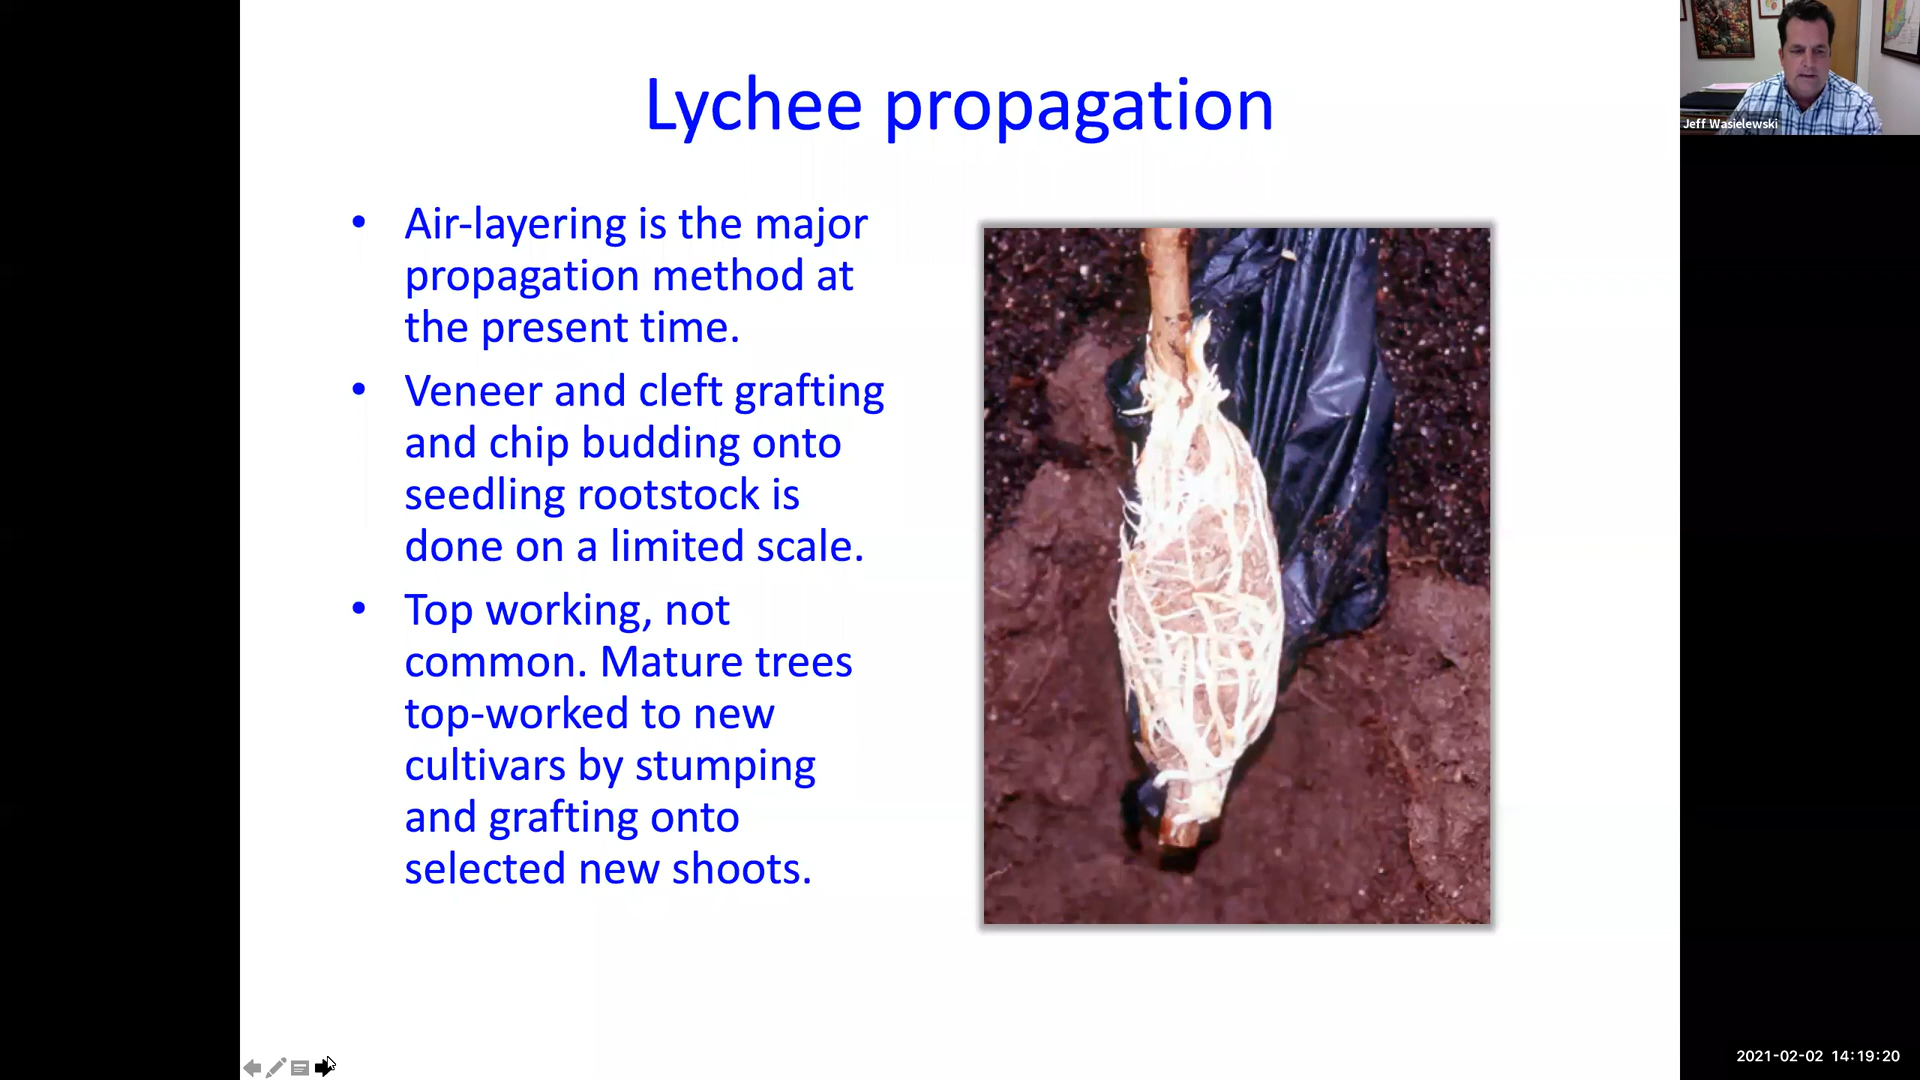 Lychee propagation
• Air-layering is the major
propagation method at
the present time.
• Veneer and cleft grafting
and chip budding onto
seedling rootstock is
done on a limited scale.
• Top working, not
common. Mature trees
top-worked to new
cultivars by stumping
and grafting onto
selected new shoots.
Jeff Wasielewski
2021-02-02 14:19:20